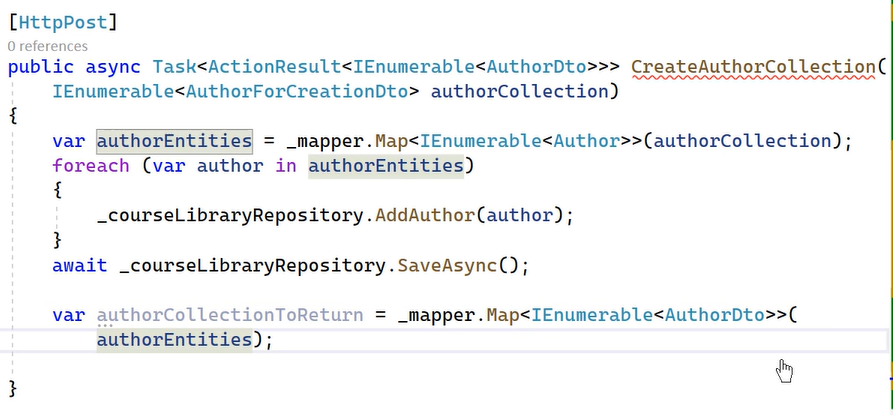 [HttpPost]
0 references
public async Task<ActionResult<IEnumerable<AuthorDto>>> CreateAuthorCollection(
    IEnumerable<AuthorForCreationDto> authorCollection)
{
    var authorEntities = _mapper.Map<IEnumerable<Author>>(authorCollection);
    foreach (var author in authorEntities)
    {
        _courseLibraryRepository.AddAuthor(author);
    }
    await _courseLibraryRepository.SaveAsync();

    var authorCollectionToReturn = _mapper.Map<IEnumerable<AuthorDto>>(
        authorEntities);

}